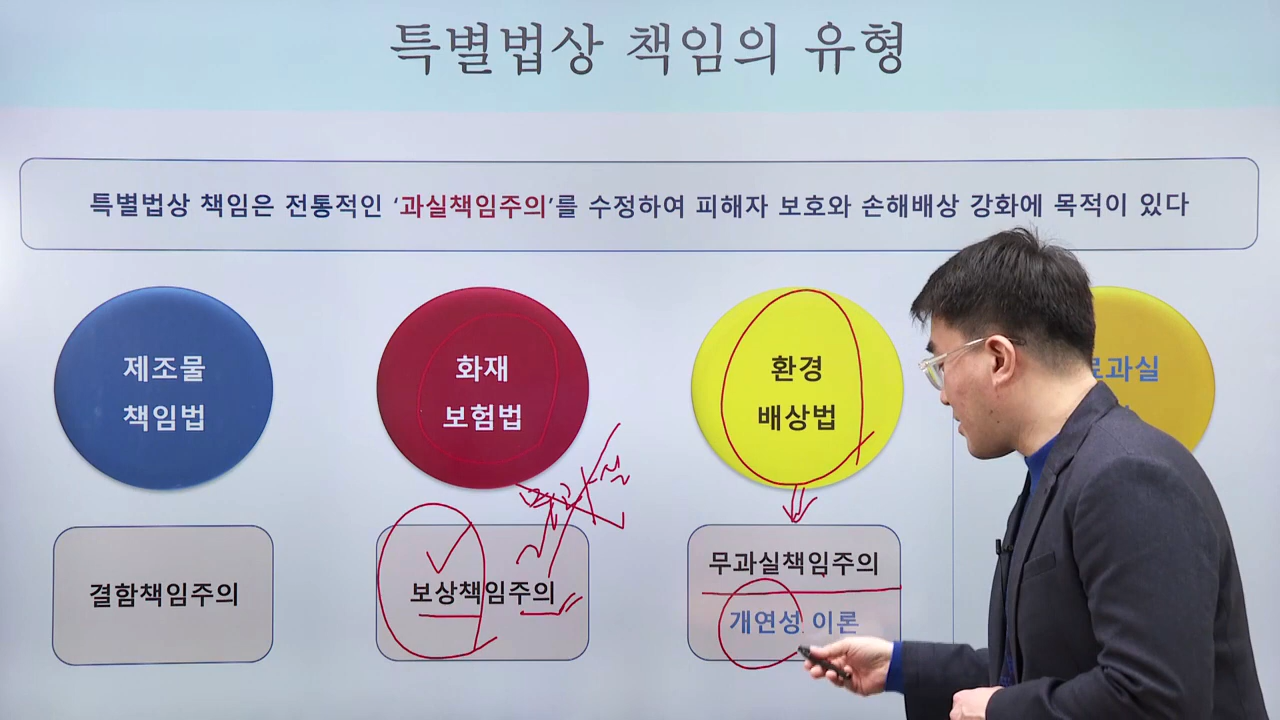 특별법상 책임의 유형
특별법상 책임은 전통적인 ‘과실책임주의’를 수정하여 피해자 보호와 손해배상 강화에 목적이 있다
제조물
책임법
화재
보험법
환경
배상법
과실
결함책임주의
보상책임주의
무과실책임주의
개연성 이론